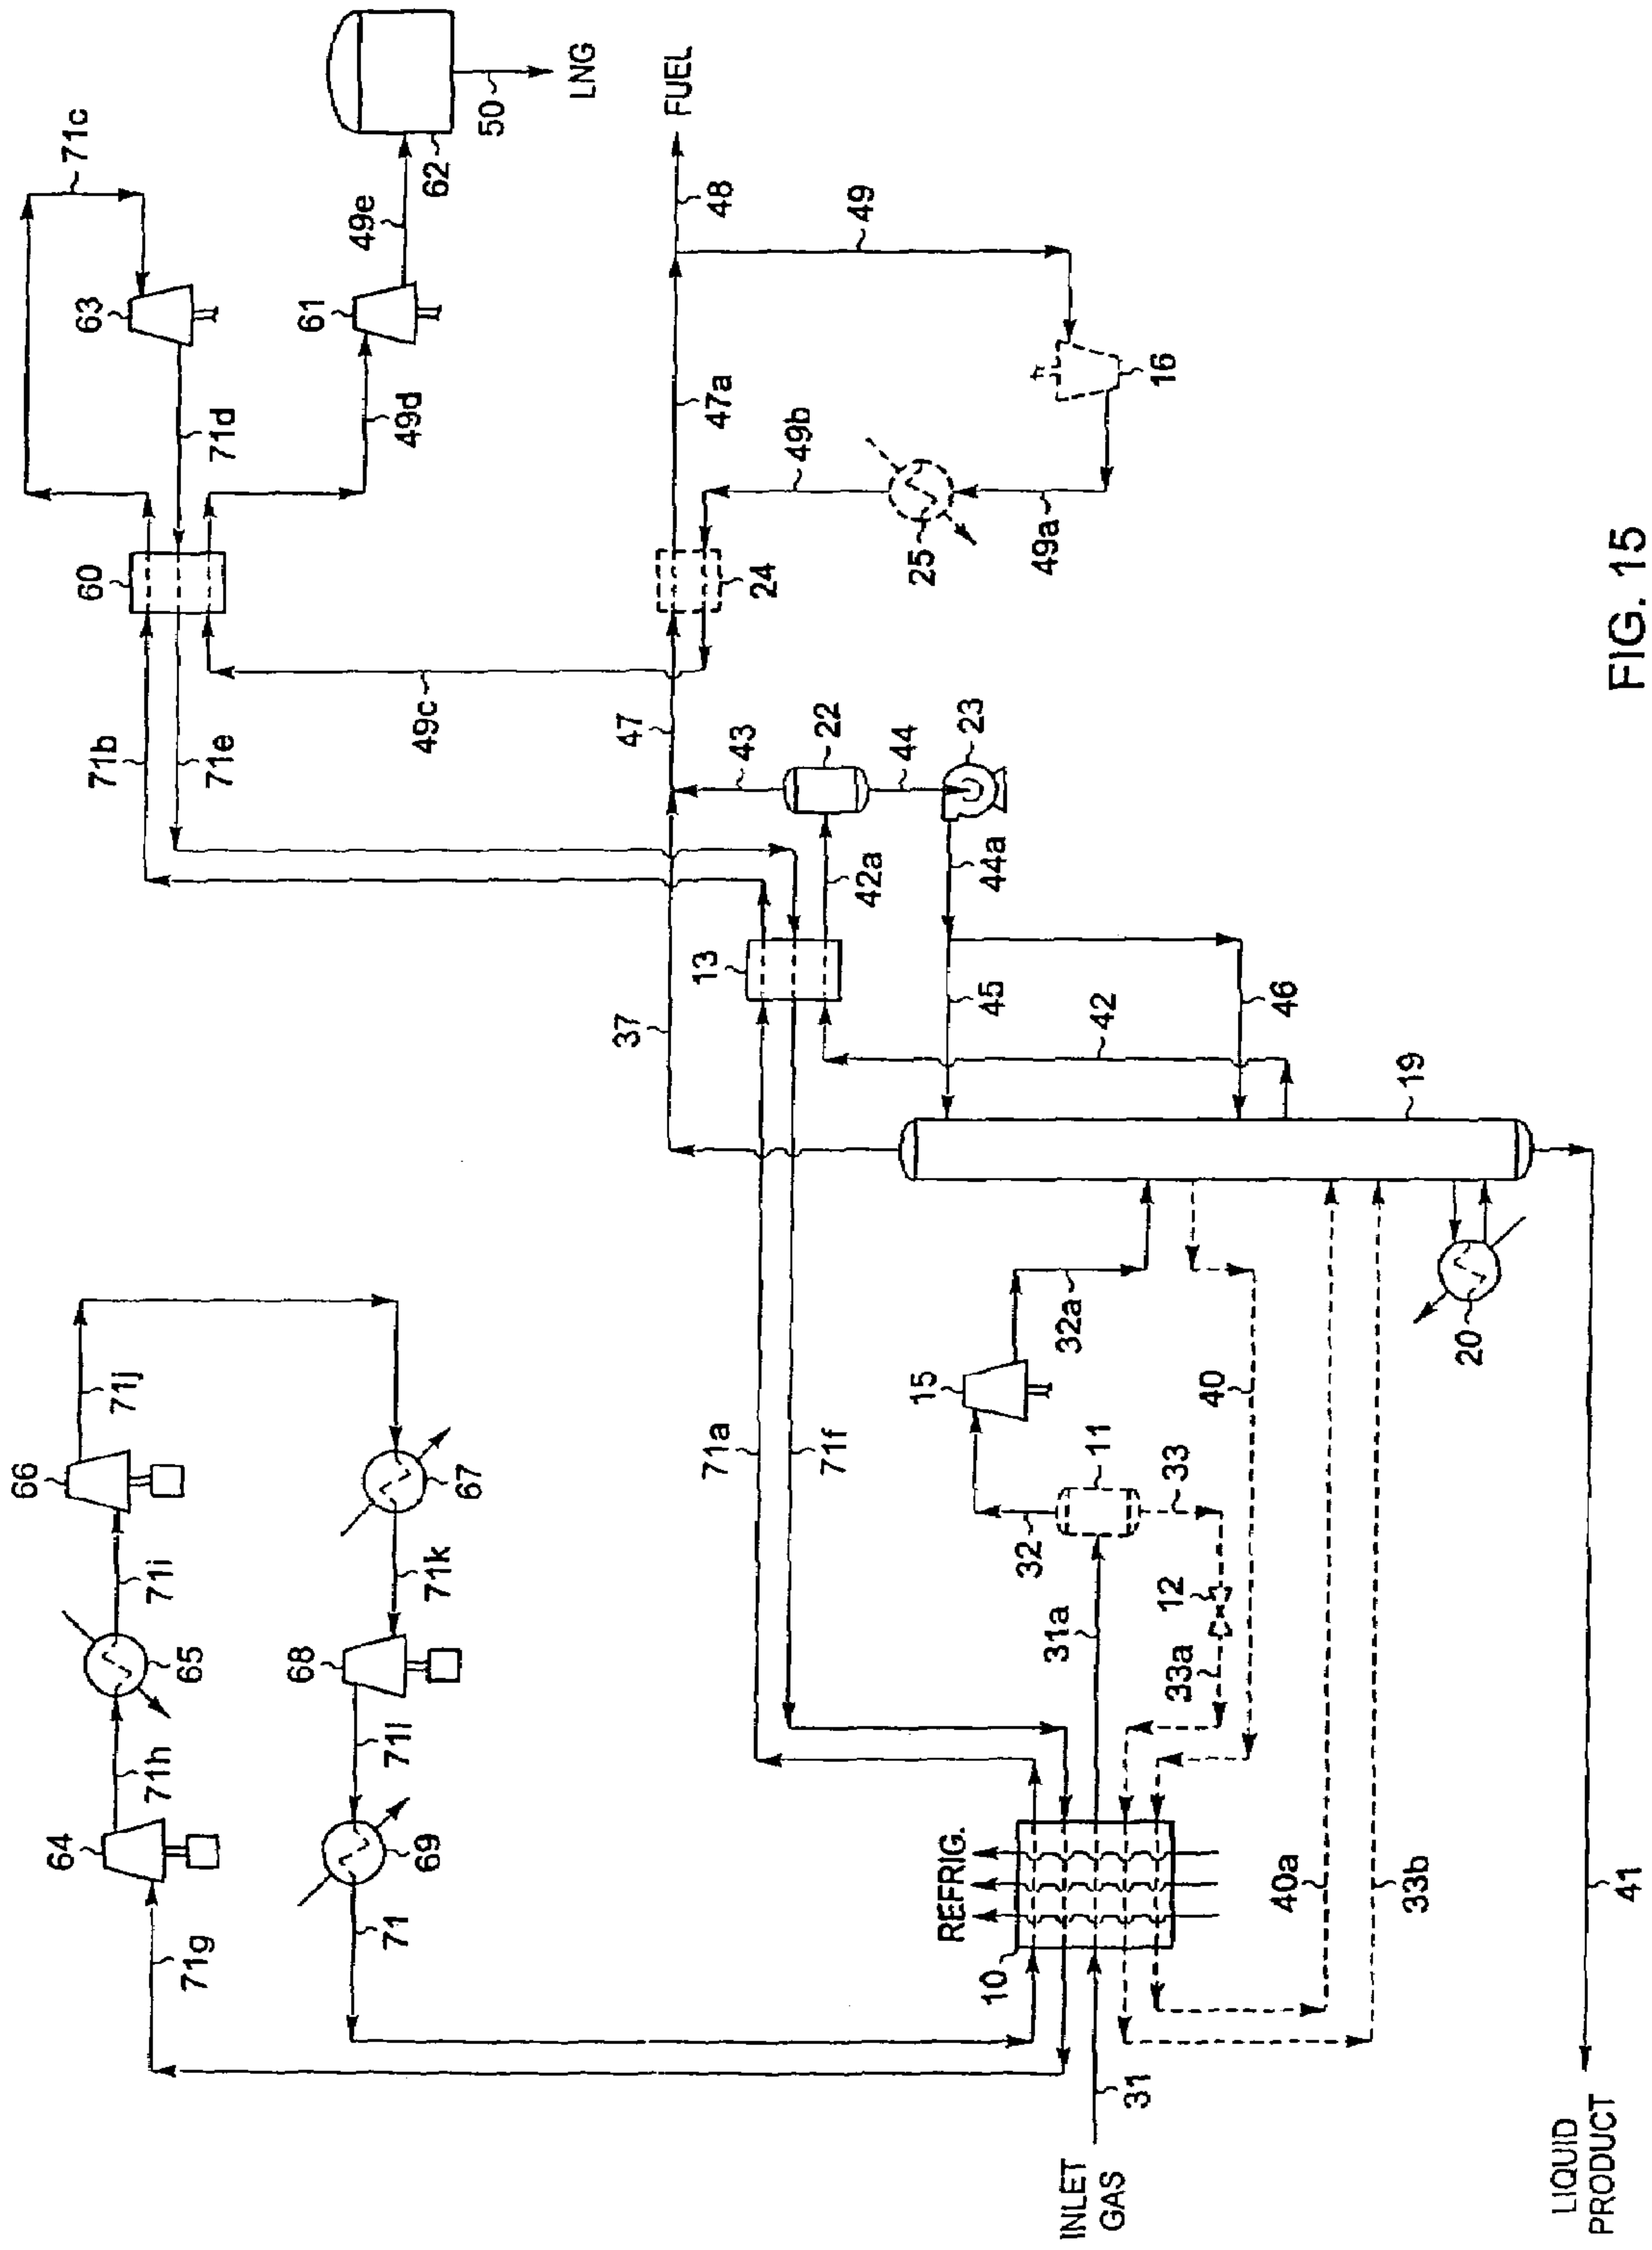 71c
50
LNG
62
49e
63
61
71d
49d
60
71b
71e
49c
FUEL
48
49
47a
16
49b
25
49a
24
47
43
22
44
23
42a
44a
13
37
45
46
42
19
66
71j
67
71i
71k
65
68
71h
71l
64
69
71g
71
71a
71f
15
32a
40
20
11
32
33
12
31a
33a
REFRIG.
10
40a
33b
41
31
INLET
GAS
LIQUID
PRODUCT
FIG. 15